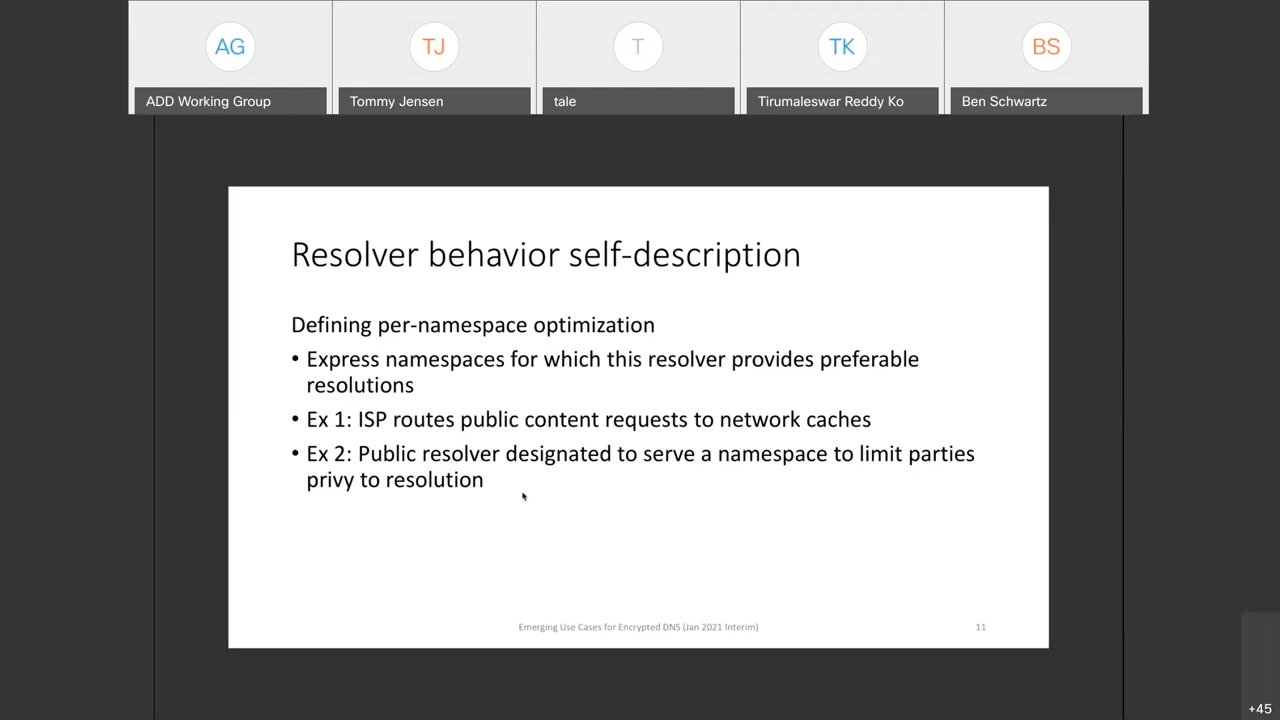 AG
TJ
T
TK
BS
ADD Working Group
Tommy Jensen
tale
Tirumaleswar Reddy Ko
Ben Schwartz
Resolver behavior self-description
Defining per-namespace optimization
• Express namespaces for which this resolver provides preferable
resolutions
• Ex 1: ISP routes public content requests to network caches
• Ex 2: Public resolver designated to serve a namespace to limit parties
privy to resolution
Emerging Use Cases for Encrypted DNS (Jan 2021 Interim)
11
+45